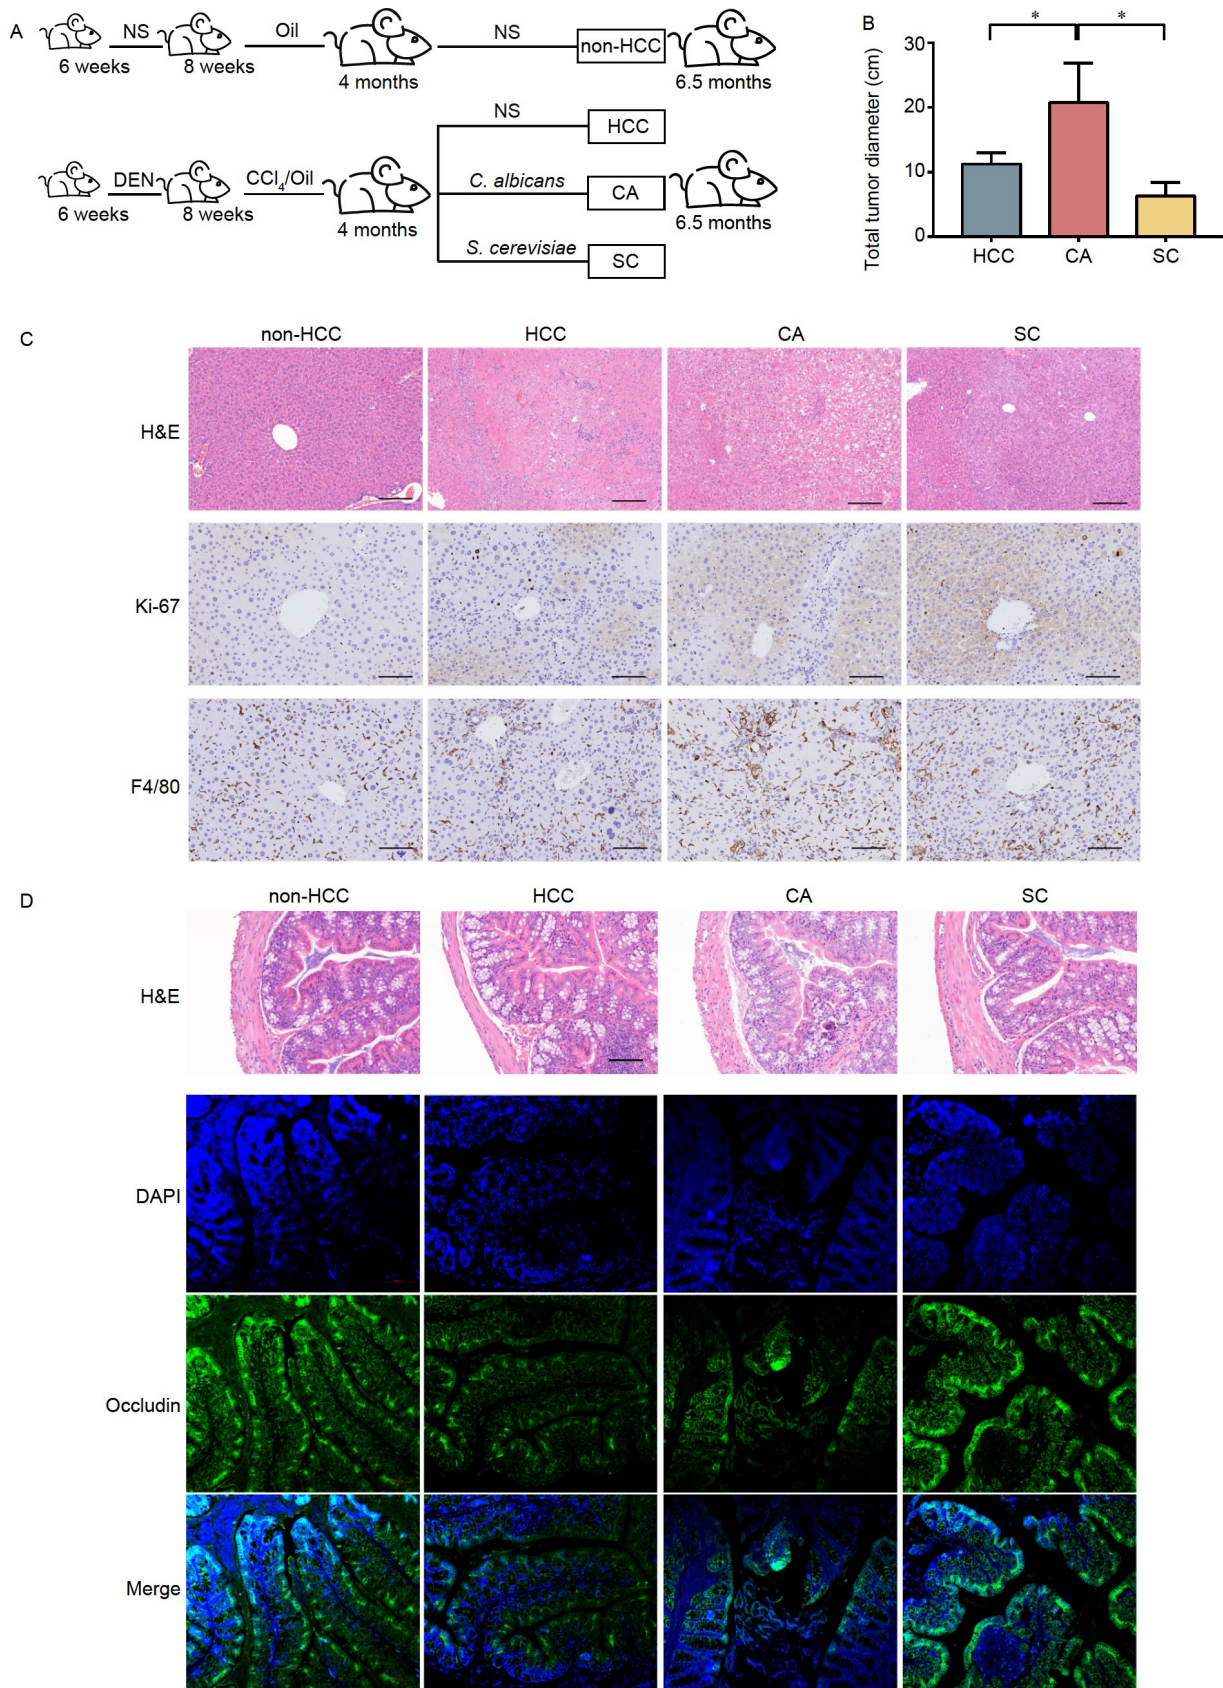 A
NS
Oil
NS
non-HCC
6 weeks
8 weeks
4 months
6.5 months
NS
HCC
DEN
CCl4/Oil
C. albicans
CA
6 weeks
8 weeks
4 months
6.5 months
S. cerevisiae
SC
B
* *
Total tumor diameter (cm)
30
20
10
0
HCC CA SC
C
non-HCC HCC CA SC
H&E
Ki-67
F4/80
D
non-HCC HCC CA SC
H&E
DAPI
Occludin
Merge